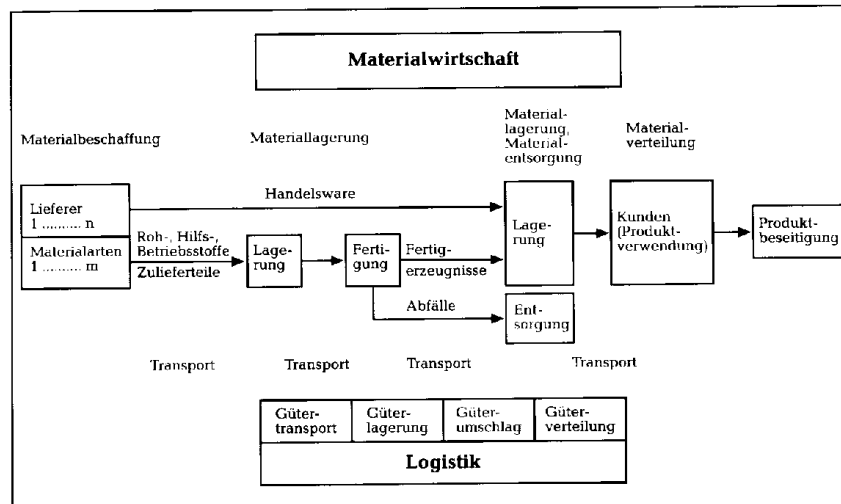 Materialwirtschaft
Materialbeschaffung
Materiallagerung
Material-
lagerung,
Material-
entsorgung
Material-
verteilung
Lieferer
1 .......... n
Materialarten
1 .......... m
Handelsware
Roh-, Hilfs-,
Betriebsstoffe
Zulieferteile
Lage-
rung
Ferti-
gung
Fertig-
erzeugnisse
Abfälle
Lage-
rung
Ent-
sorgung
Kunden
(Produkt-
verwendung)
Produkt-
beseitigung
Transport
Transport
Transport
Transport
Güter-
transport
Güter-
lagerung
Güter-
umschlag
Güter-
verteilung
Logistik